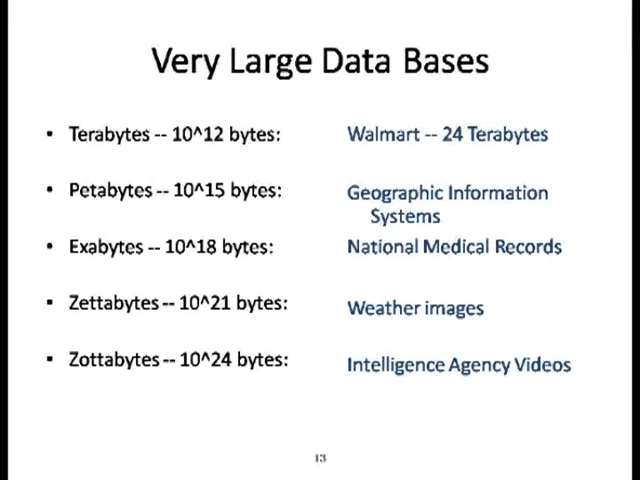 Very Large Data Bases
• Terabytes -- 10^12 bytes: Walmart -- 24 Terabytes
• Petabytes -- 10^15 bytes: Geographic Information
Systems
• Exabytes -- 10^18 bytes: National Medical Records
• Zettabytes -- 10^21 bytes: Weather images
• Zottabytes -- 10^24 bytes: Intelligence Agency Videos
13